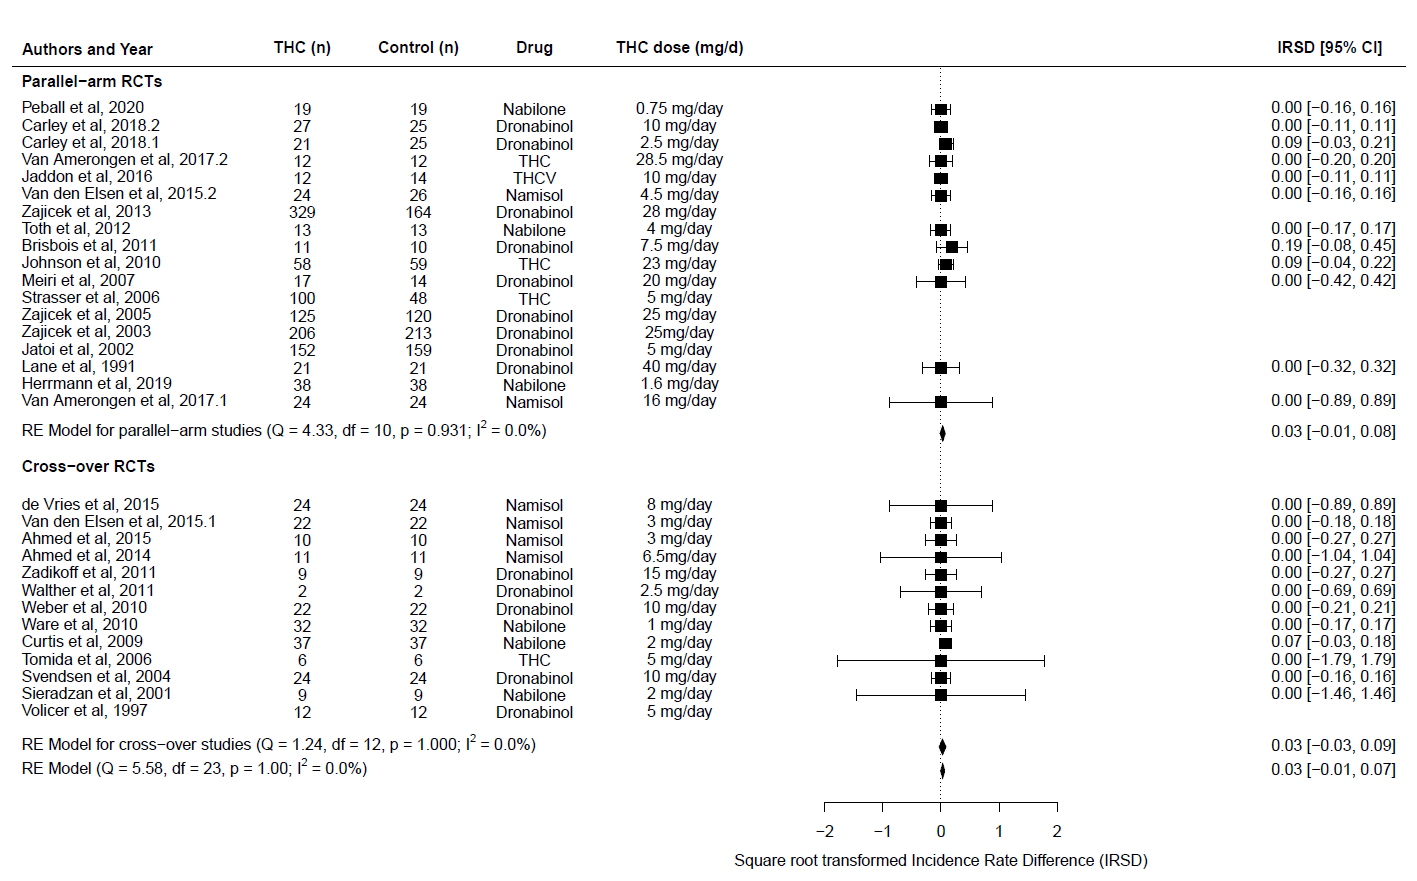 Authors and Year THC (n) Control (n) Drug THC dose (mg/d) IRSD [95% CI]
Parallel−arm RCTs
Peball et al, 2020 19 19 Nabilone 0.75 mg/day 0.00 [−0.16, 0.16]
Carley et al, 2018.2 27 25 Dronabinol 10 mg/day 0.00 [−0.11, 0.11]
Carley et al, 2018.1 21 25 Dronabinol 2.5 mg/day 0.09 [−0.03, 0.21]
Van Amerongen et al, 2017.2 12 12 THC 28.5 mg/day 0.00 [−0.20, 0.20]
Jaddon et al, 2016 12 14 THCV 10 mg/day 0.00 [−0.11, 0.11]
Van den Elsen et al, 2015.2 24 26 Namisol 4.5 mg/day 0.00 [−0.16, 0.16]
Zajicek et al, 2013 329 164 Dronabinol 28 mg/day
Toth et al, 2012 13 13 Nabilone 4 mg/day 0.00 [−0.17, 0.17]
Brisbois et al, 2011 11 10 Dronabinol 7.5 mg/day 0.19 [−0.08, 0.45]
Johnson et al, 2010 58 59 THC 23 mg/day 0.09 [−0.04, 0.22]
Meiri et al, 2007 17 14 Dronabinol 20 mg/day 0.00 [−0.42, 0.42]
Strasser et al, 2006 100 48 THC 5 mg/day
Zajicek et al, 2005 125 120 Dronabinol 25 mg/day
Zajicek et al, 2003 206 213 Dronabinol 25mg/day
Jatoi et al, 2002 152 159 Dronabinol 5 mg/day
Lane et al, 1991 21 21 Dronabinol 40 mg/day 0.00 [−0.32, 0.32]
Herrmann et al, 2019 38 38 Nabilone 1.6 mg/day
Van Amerongen et al, 2017.1 24 24 Namisol 16 mg/day 0.00 [−0.89, 0.89]
RE Model for parallel−arm studies (Q = 4.33, df = 10, p = 0.931; I² = 0.0%) 0.03 [−0.01, 0.08]
Cross−over RCTs
de Vries et al, 2015 24 24 Namisol 8 mg/day 0.00 [−0.89, 0.89]
Van den Elsen et al, 2015.1 22 22 Namisol 3 mg/day 0.00 [−0.18, 0.18]
Ahmed et al, 2015 10 10 Namisol 3 mg/day 0.00 [−0.27, 0.27]
Ahmed et al, 2014 11 11 Namisol 6.5mg/day 0.00 [−1.04, 1.04]
Zadikoff et al, 2011 9 9 Dronabinol 15 mg/day 0.00 [−0.27, 0.27]
Walther et al, 2011 2 2 Dronabinol 2.5 mg/day 0.00 [−0.69, 0.69]
Weber et al, 2010 22 22 Dronabinol 10 mg/day 0.00 [−0.21, 0.21]
Ware et al, 2010 32 32 Nabilone 1 mg/day 0.00 [−0.17, 0.17]
Curtis et al, 2009 37 37 Nabilone 2 mg/day 0.07 [−0.03, 0.18]
Tomida et al, 2006 6 6 THC 5 mg/day 0.00 [−1.79, 1.79]
Svendsen et al, 2004 24 24 Dronabinol 10 mg/day 0.00 [−0.16, 0.16]
Sieradzan et al, 2001 9 9 Nabilone 2 mg/day 0.00 [−1.46, 1.46]
Volicer et al, 1997 12 12 Dronabinol 5 mg/day
RE Model for cross−over studies (Q = 1.24, df = 12, p = 1.000; I² = 0.0%) 0.03 [−0.03, 0.09]
RE Model (Q = 5.58, df = 23, p = 1.00; I² = 0.0%) 0.03 [−0.01, 0.07]
−2 −1 0 1 2
Square root transformed Incidence Rate Difference (IRSD)